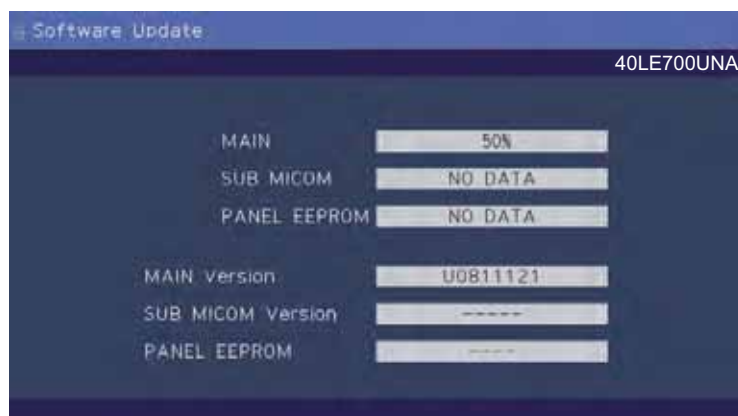 Software Update
40LE700UNA
MAIN 50%
SUB MICOM NO DATA
PANEL EEPROM NO DATA
MAIN Version U0811121
SUB MICOM Version -----
PANEL EEPROM ----